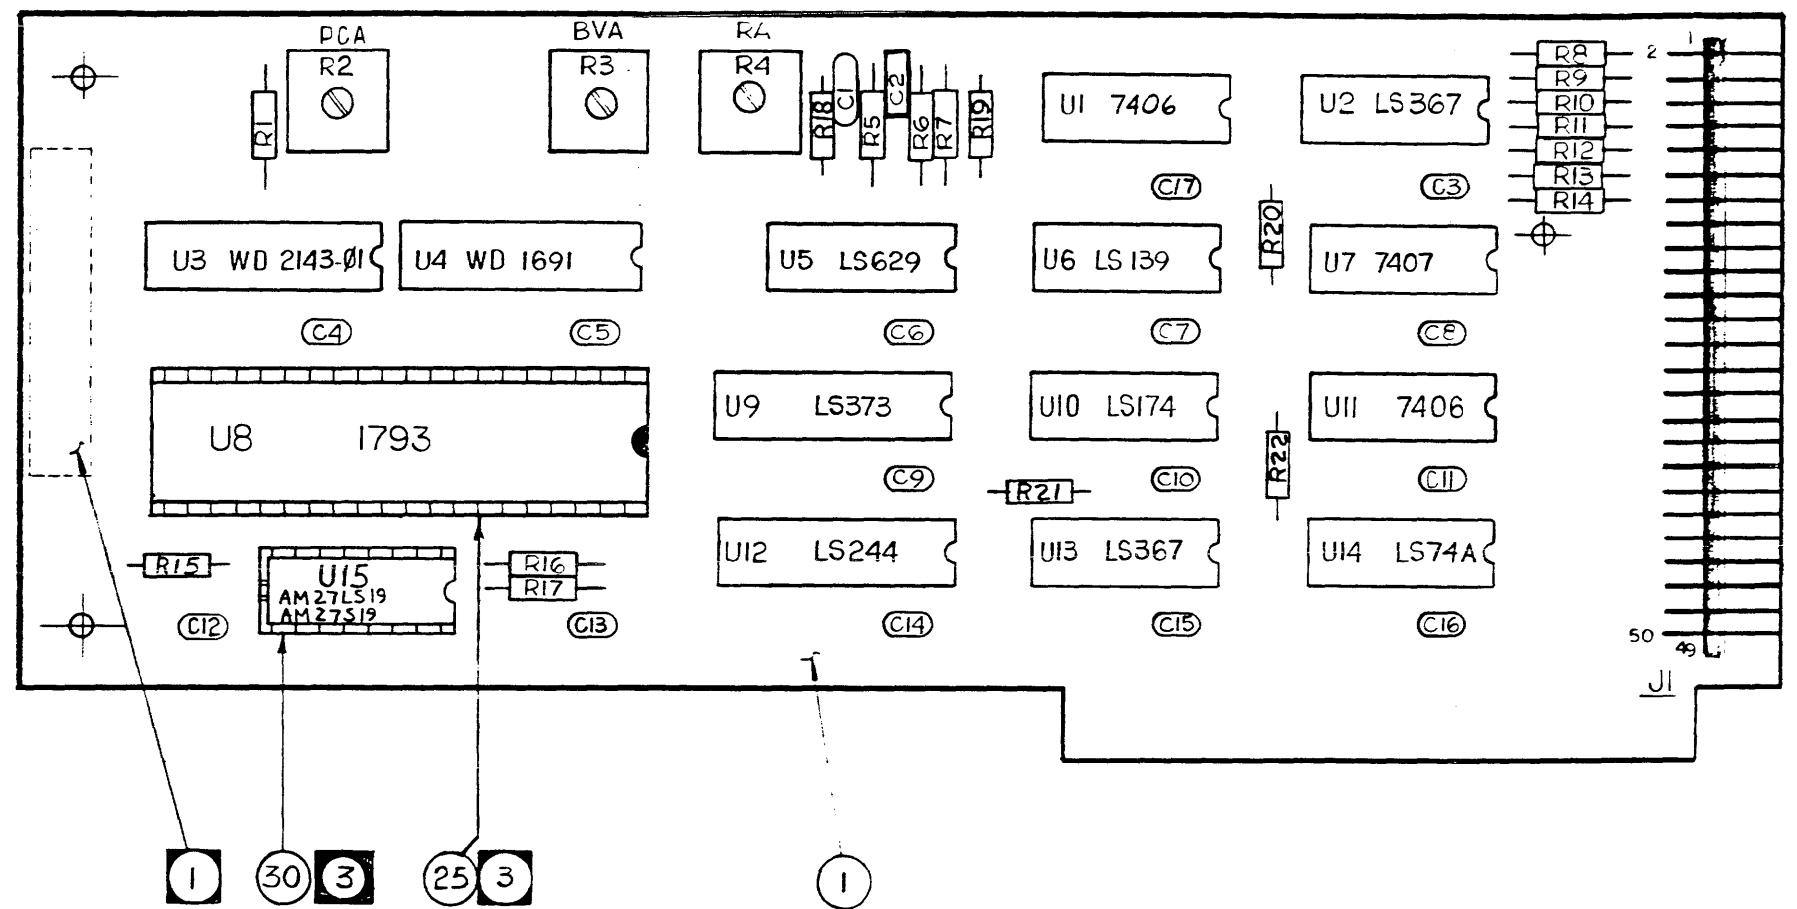 PCA
BVA
RA
R1
R2
R3
R4
R18
C1
R5
C2
R6
R7
R19
U1 7406
U2 LS367
R8
R9
R10
R11
R12
R13
R14
1
2
C17
C3
R20
U3 WD 2143-01
U4 WD 1691
U5 LS629
U6 LS139
U7 7407
C4
C5
C6
C7
C8
U8 1793
U9 LS373
U10 LS174
U11 7406
R22
C9
R21
C10
C11
U12 LS244
U13 LS367
U14 LS74A
R15
U15
AM27LS19
AM27S19
R16
R17
C12
C13
C14
C15
C16
50
49
J1
1
30
3
25
3
1